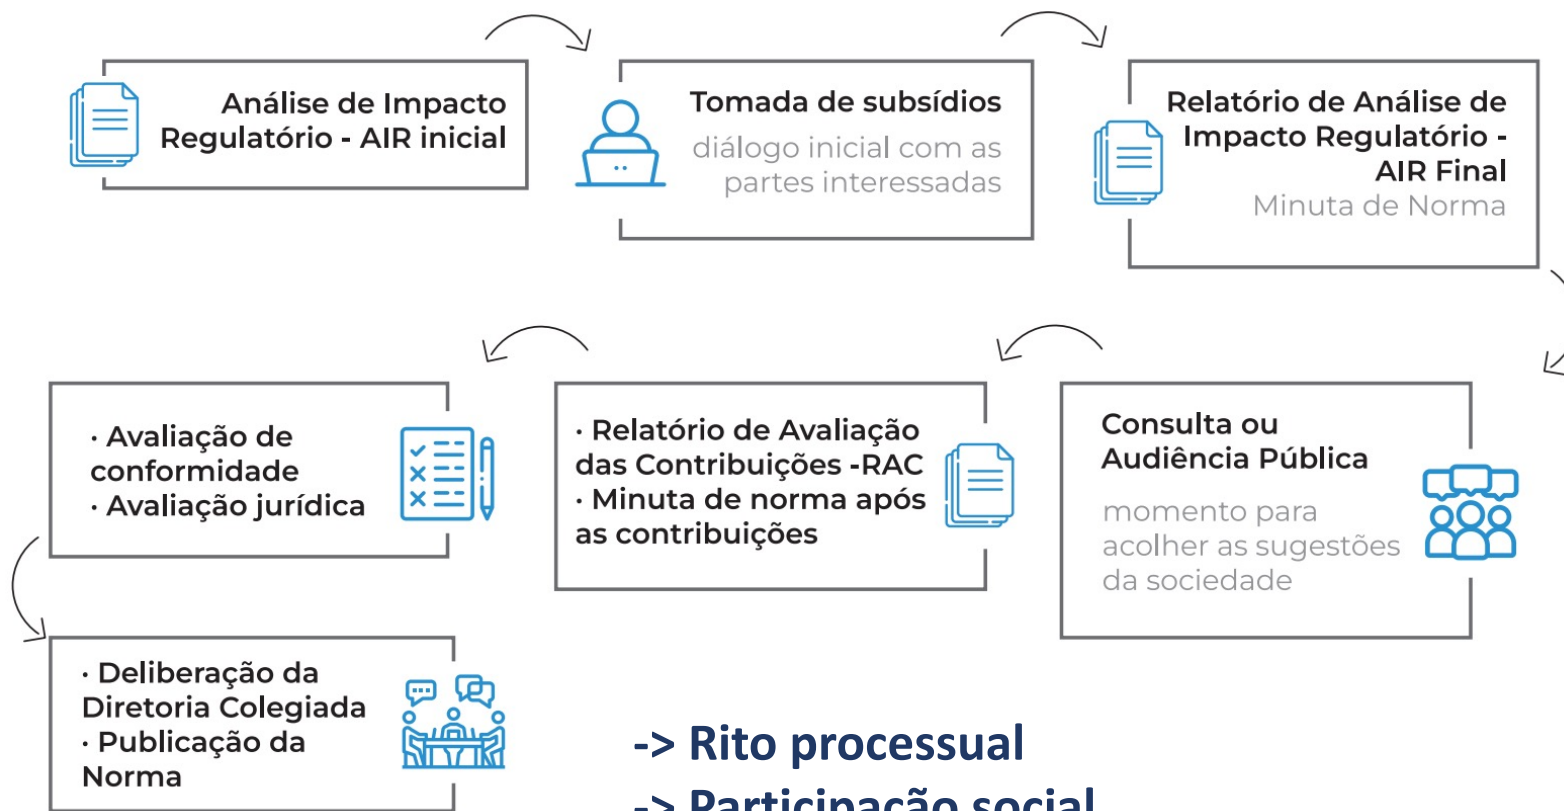 Análise de Impacto
Regulatório - AIR inicial
Tomada de subsídios
diálogo inicial com as
partes interessadas
Relatório de Análise de
Impacto Regulatório -
AIR Final
Minuta de Norma
Consulta ou
Audiência Pública
momento para
acolher as sugestões
da sociedade
· Relatório de Avaliação
das Contribuições -RAC
· Minuta de norma após
as contribuições
· Avaliação de
conformidade
· Avaliação jurídica
· Deliberação da
Diretoria Colegiada
· Publicação da
Norma
-> Rito processual
-> Participação social